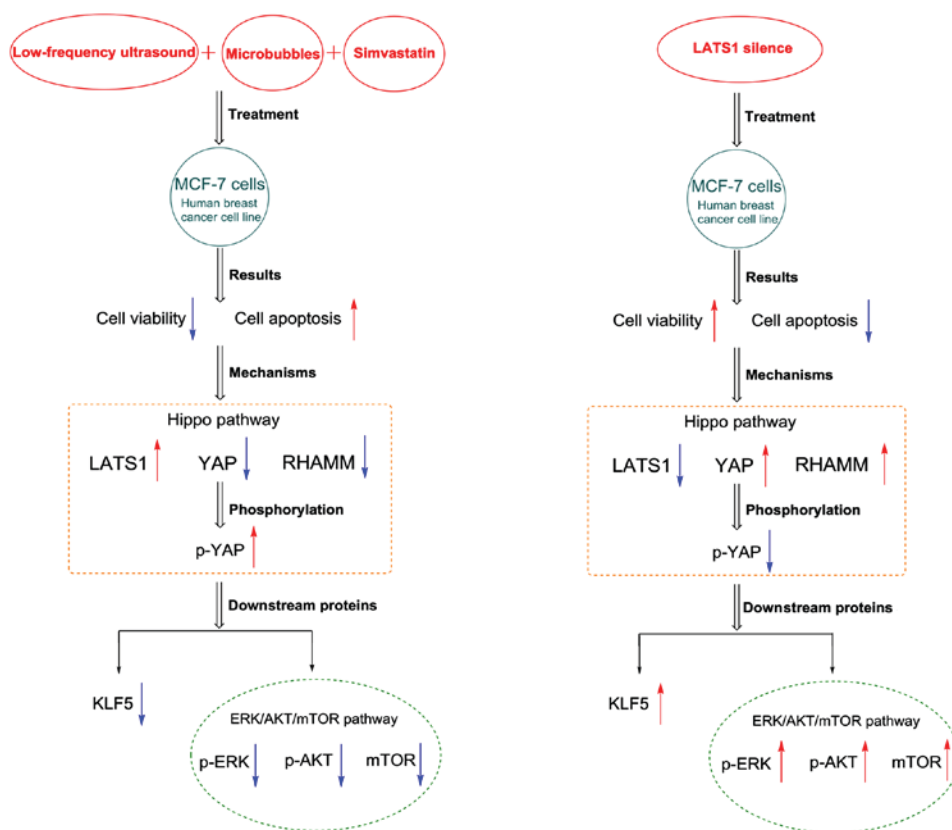 Low-frequency ultrasound + Microbubbles + Simvastatin
Treatment
MCF-7 cells
Human breast
cancer cell line
Results
Cell viability Cell apoptosis
Mechanisms
Hippo pathway
LATS1 YAP RHAMM
Phosphorylation
p-YAP
Downstream proteins
KLF5
ERK/AKT/mTOR pathway
p-ERK p-AKT mTOR
LATS1 silence
Treatment
MCF-7 cells
Human breast
cancer cell line
Results
Cell viability Cell apoptosis
Mechanisms
Hippo pathway
LATS1 YAP RHAMM
Phosphorylation
p-YAP
Downstream proteins
KLF5
ERK/AKT/mTOR pathway
p-ERK p-AKT mTOR